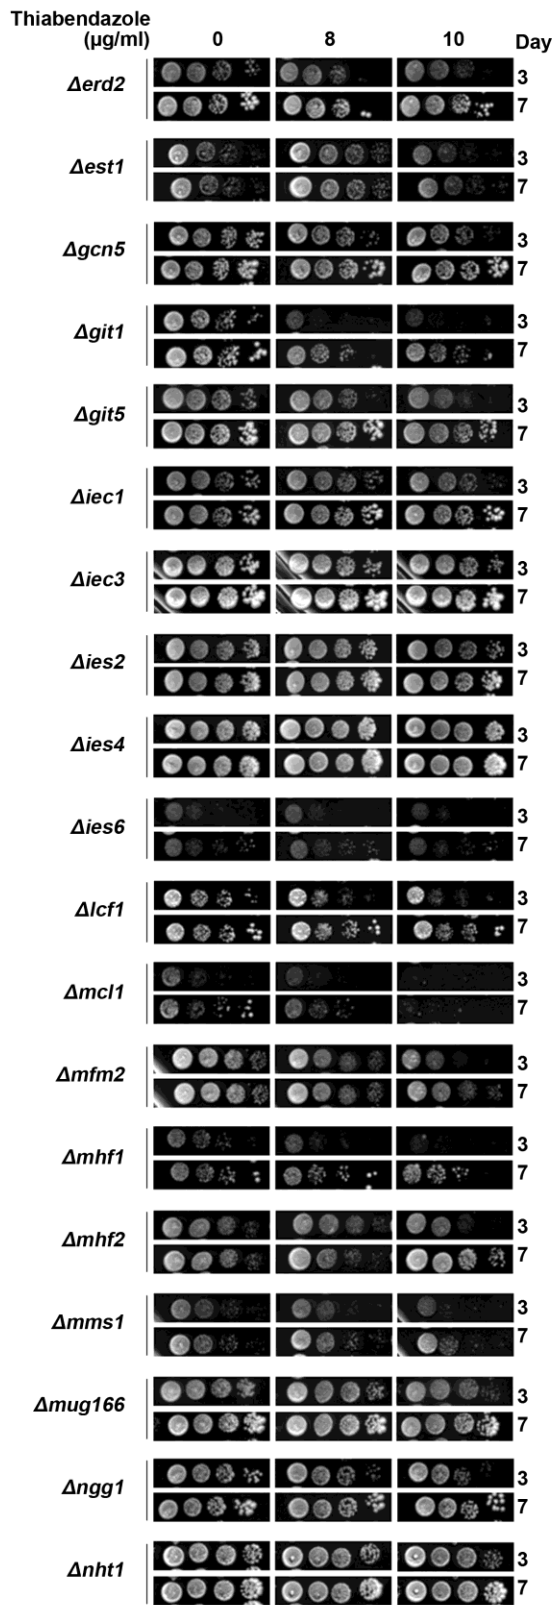 Thiabendazole
(µg/ml) 0 8 10 Day
Δerd2 3
7
Δest1 3
7
Δgcn5 3
7
Δgit1 3
7
Δgit5 3
7
Δiec1 3
7
Δiec3 3
7
Δies2 3
7
Δies4 3
7
Δies6 3
7
Δlcf1 3
7
Δmcl1 3
7
Δmfm2 3
7
Δmhf1 3
7
Δmhf2 3
7
Δmms1 3
7
Δmug166 3
7
Δngg1 3
7
Δnht1 3
7